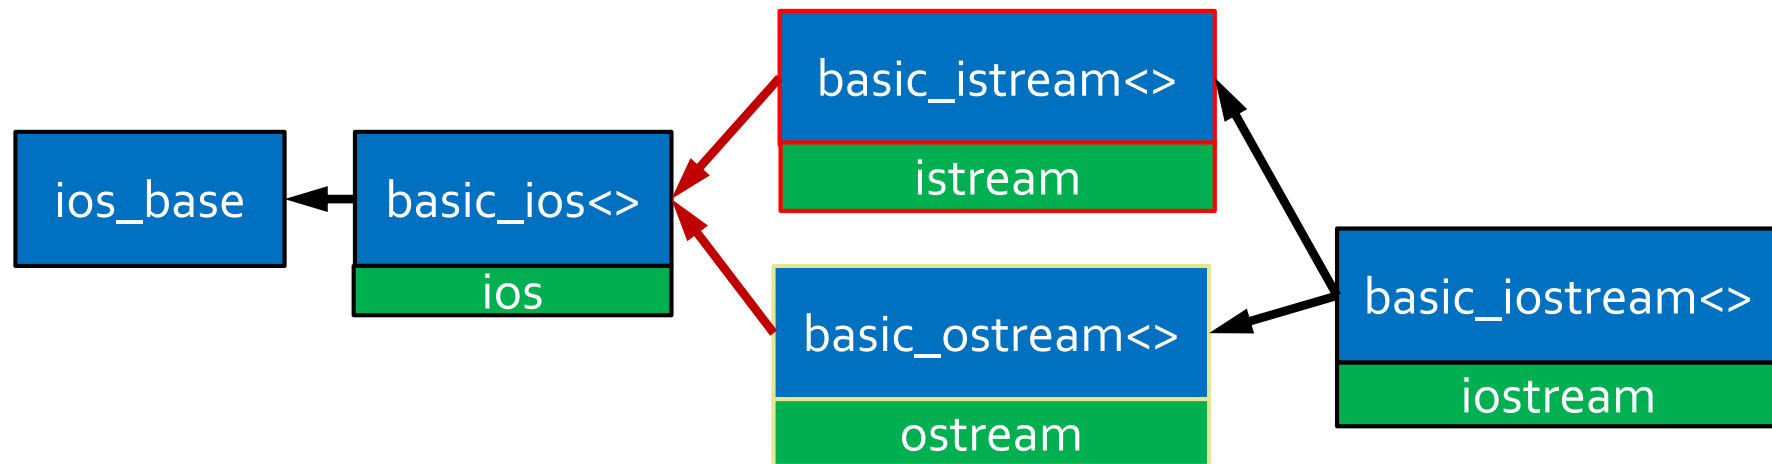 ios_base
basic_ios<>
ios
basic_istream<>
istream
basic_ostream<>
ostream
basic_iostream<>
iostream